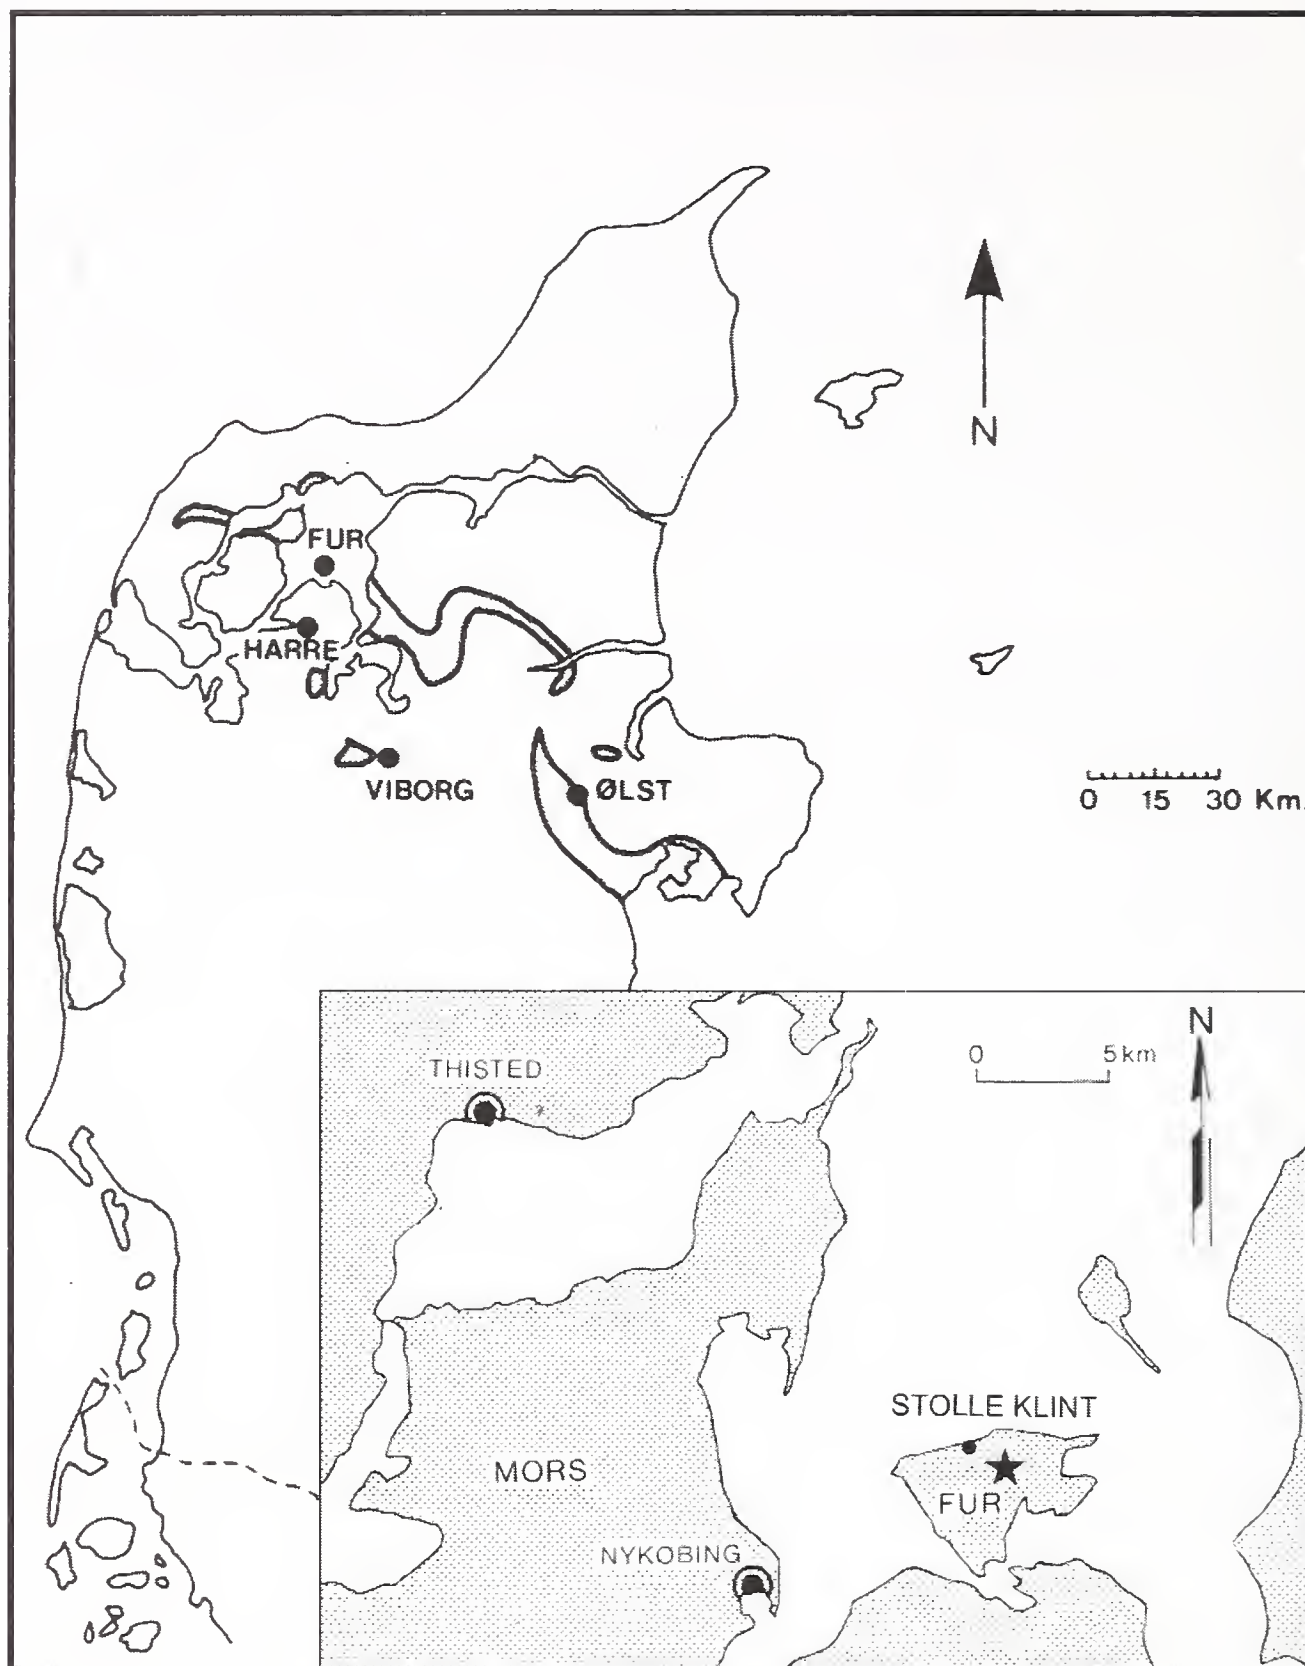 N
FUR
HARRE
VIBORG
ØLST
0 15 30 Km.
N
THISTED
0 5 km
STOLLE KLINT
MORS
FUR
NYKOBING